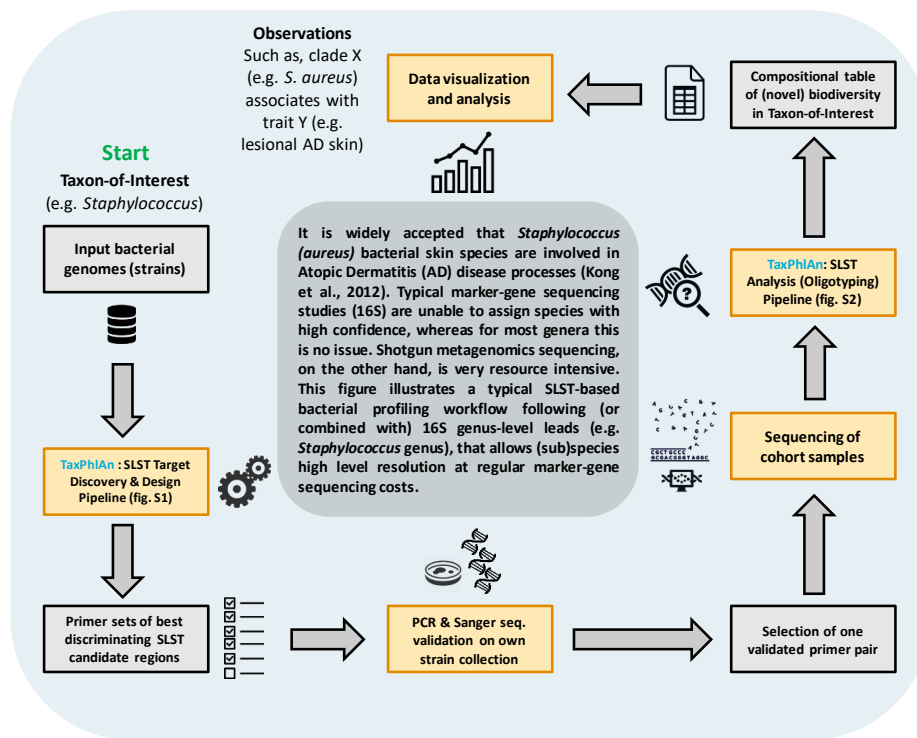 Start
Taxon-of-Interest
(e.g. Staphylococcus)
Input bacterial
genomes (strains)
TaxPhlAn : SLST Target
Discovery & Design
Pipeline (fig. S1)
Primer sets of best
discriminating SLST
candidate regions
PCR & Sanger seq.
validation on own
strain collection
Selection of one
validated primer pair
Sequencing of
cohort samples
CGCTGCCC
GCGACGGGTAGGC
TaxPhlAn: SLST
Analysis (Oligotyping)
Pipeline (fig. S2)
Compositional table
of (novel) biodiversity
in Taxon-of-Interest
Data visualization
and analysis
Observations
Such as, clade X
(e.g. S. aureus)
associates with
trait Y (e.g.
lesional AD skin)
It is widely accepted that Staphylococcus
(aureus) bacterial skin species are involved in
Atopic Dermatitis (AD) disease processes (Kong
et al., 2012). Typical marker-gene sequencing
studies (16S) are unable to assign species with
high confidence, whereas for most genera this
is no issue. Shotgun metagenomics sequencing,
on the other hand, is very resource intensive.
This figure illustrates a typical SLST-based
bacterial profiling workflow following (or
combined with) 16S genus-level leads (e.g.
Staphylococcus genus), that allows (sub)species
high level resolution at regular marker-gene
sequencing costs.